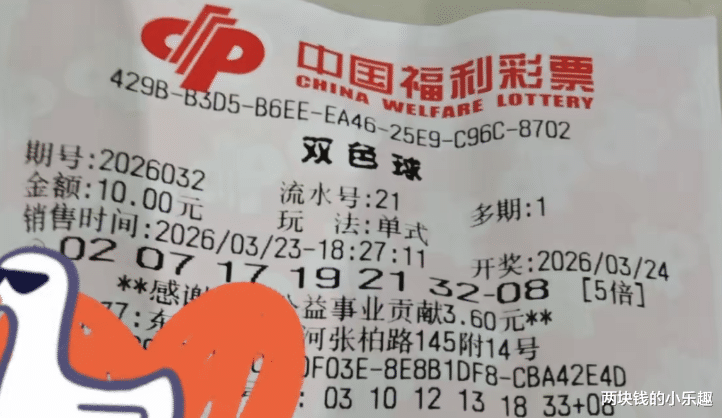 中国福利彩票
CHINA WELFARE LOTTERY
429B-B3D5-B6EE-EA46-25E9-C96C-8702
双色球
期号:2026032 流水号:21 多期:1
金额:10.00元 玩 法:单式
销售时间:2026/03/23-18:27:11 开奖:2026/03/24
02 07 17 19 21 32-08 [5倍]
**感谢 公益事业贡献3.60元**
77:东 河张柏路145附14号
0F03E-8E8B1DF8-CBA42E4D
: 03 10 12 13 18 33+08
两块钱的小乐趣